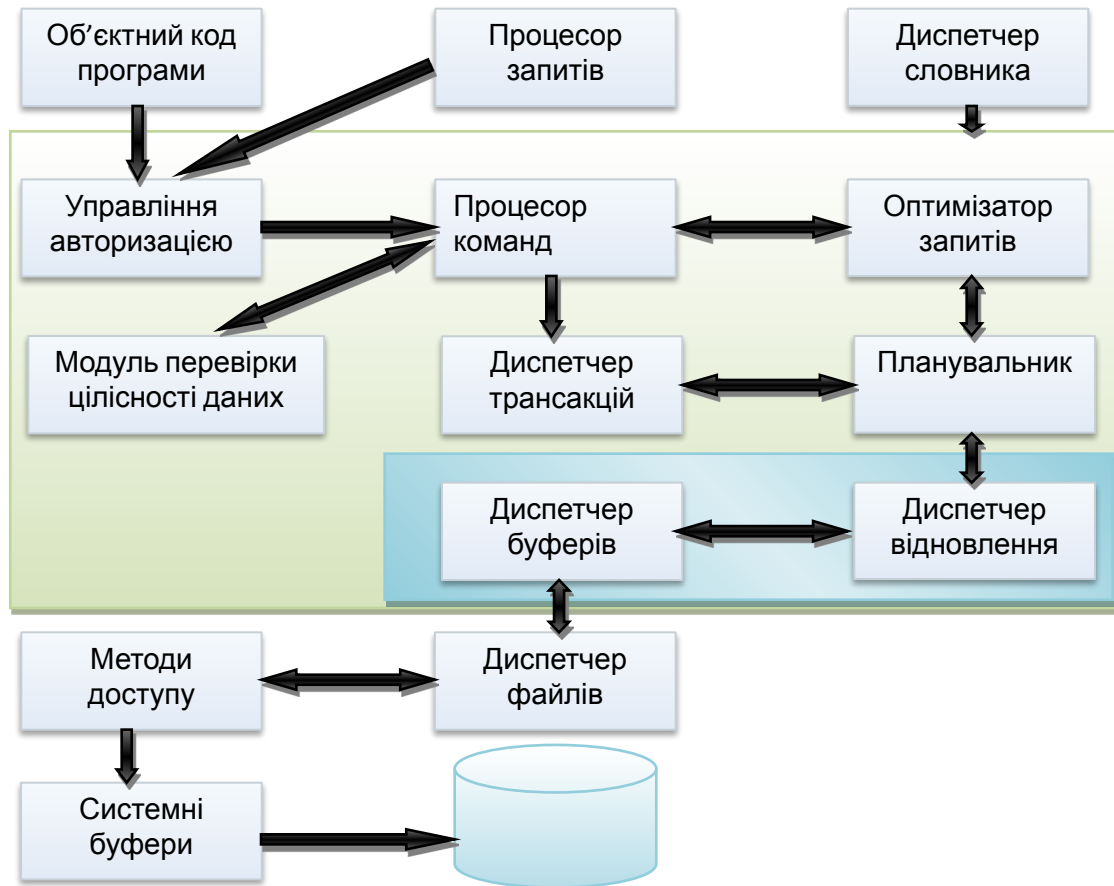 Об’єктний код
програми
Процесор
запитів
Диспетчер
словника
Управління
авторизацією
Процесор
команд
Оптимізатор
запитів
Модуль перевірки
цілісності даних
Диспетчер
трансакцій
Планувальник
Диспетчер
буферів
Диспетчер
відновлення
Методи
доступу
Диспетчер
файлів
Системні
буфери